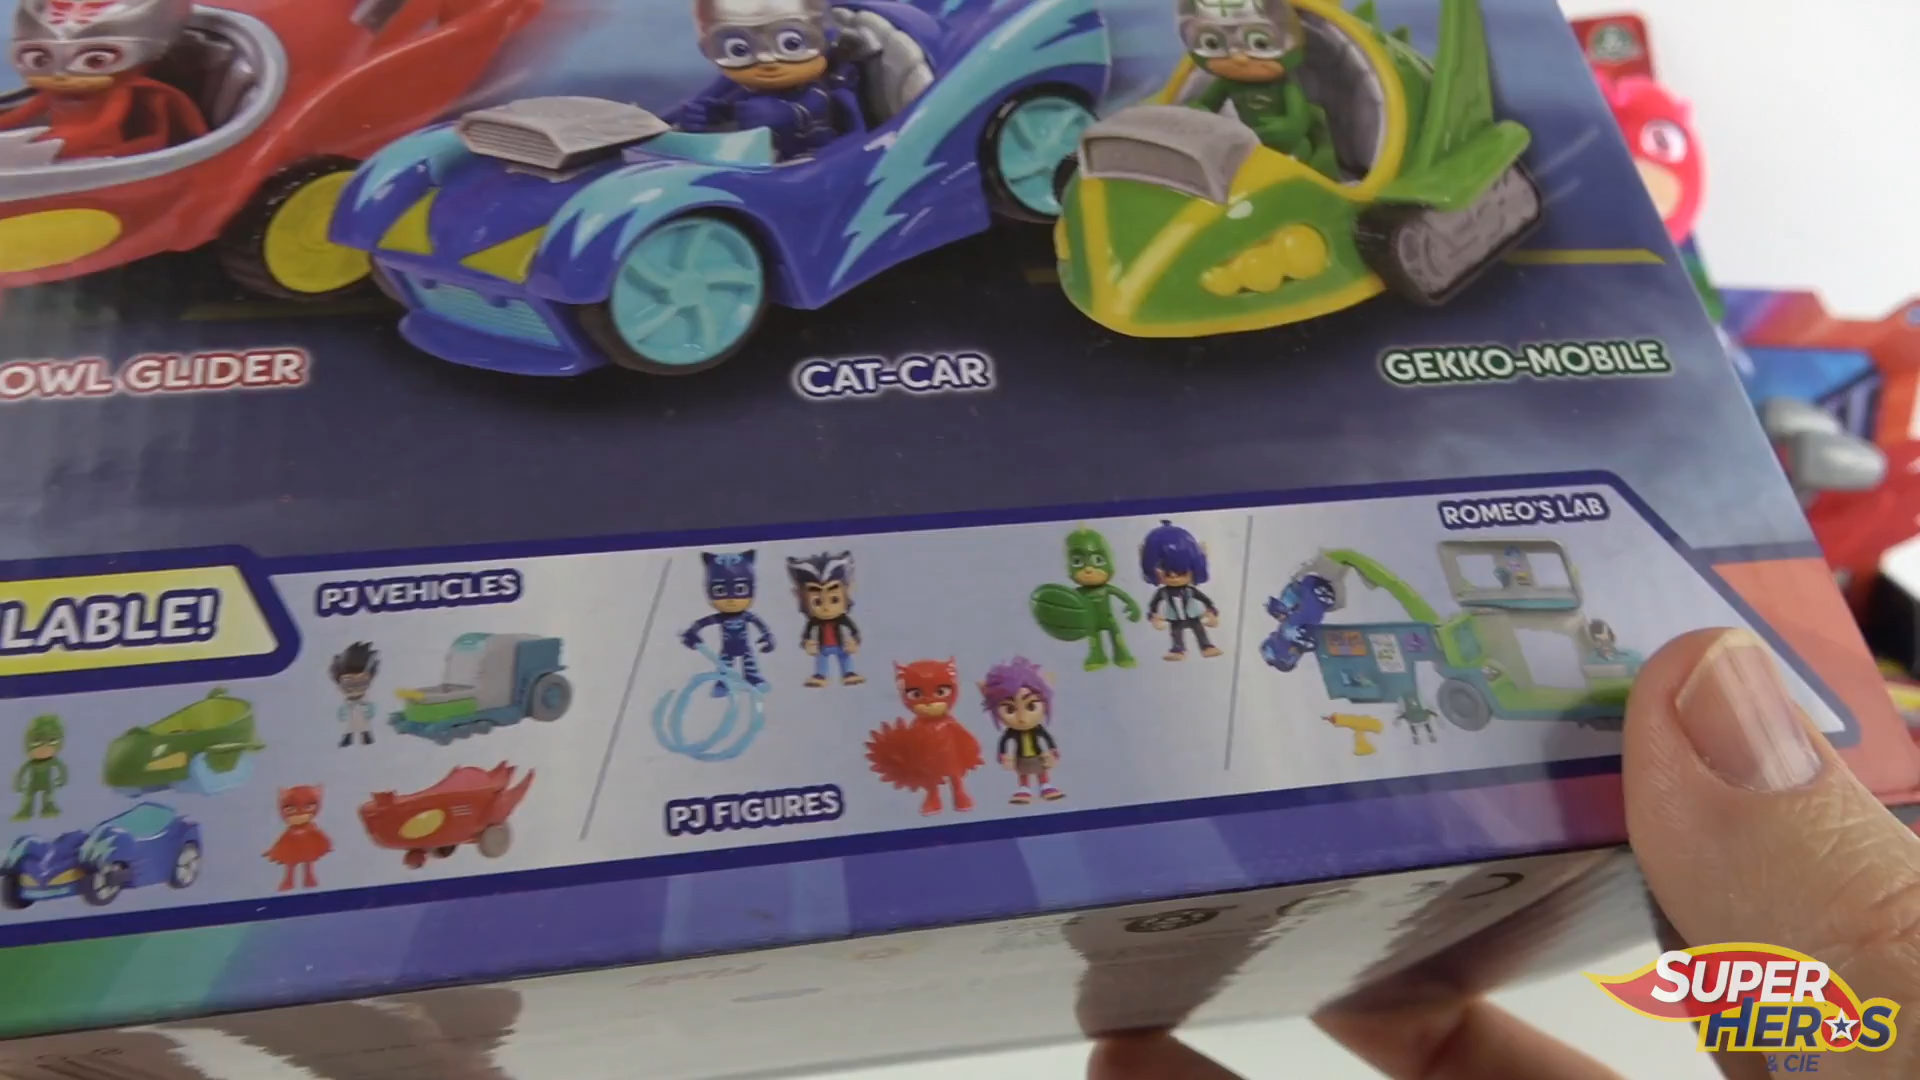 OWL GLIDER
CAT-CAR
GEKKO-MOBILE
LABLE!
PJ VEHICLES
PJ FIGURES
ROMEO'S LAB
SUPER
HEROS
& CIE